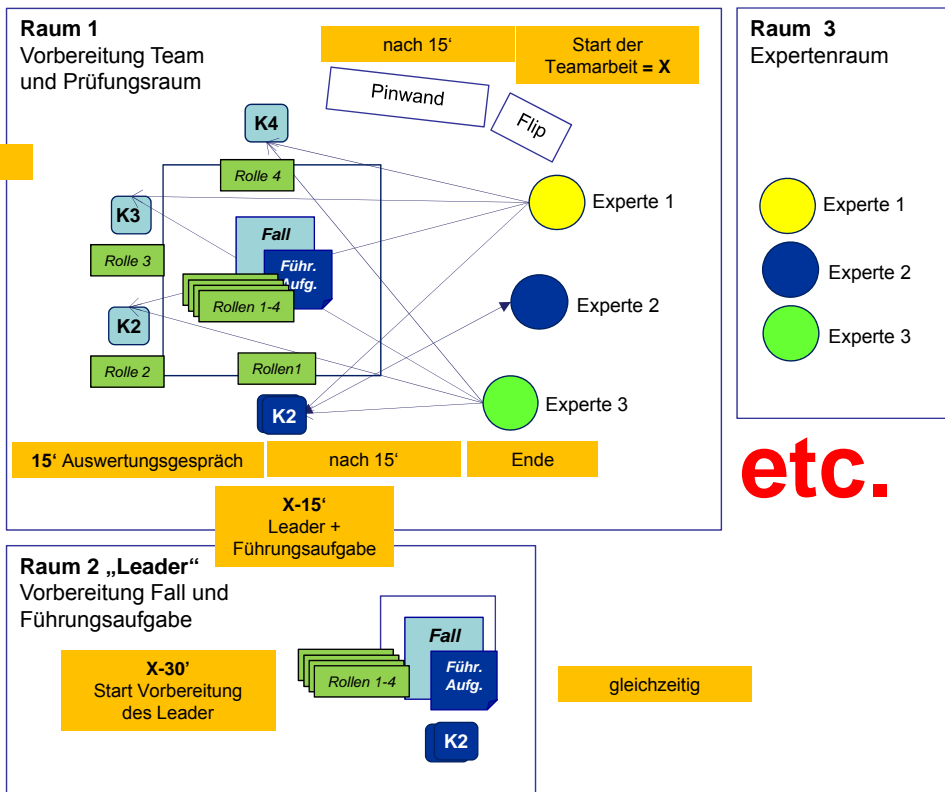 Raum 1
Vorbereitung Team
und Prüfungsraum
nach 15‘
Start der
Teamarbeit = X
Pinwand
Flip
K4
Rolle 4
K3
Rolle 3
Fall
Führ.
Aufg.
Rollen 1-4
K2
Rolle 2
Rollen1
K2
Experte 1
Experte 2
Experte 3
15‘ Auswertungsgespräch
nach 15‘
Ende
X-15‘
Leader +
Führungsaufgabe
Raum 3
Expertenraum
Experte 1
Experte 2
Experte 3
etc.
Raum 2 „Leader“
Vorbereitung Fall und
Führungsaufgabe
X-30’
Start Vorbereitung
des Leader
Fall
Führ.
Aufg.
Rollen 1-4
K2
gleichzeitig